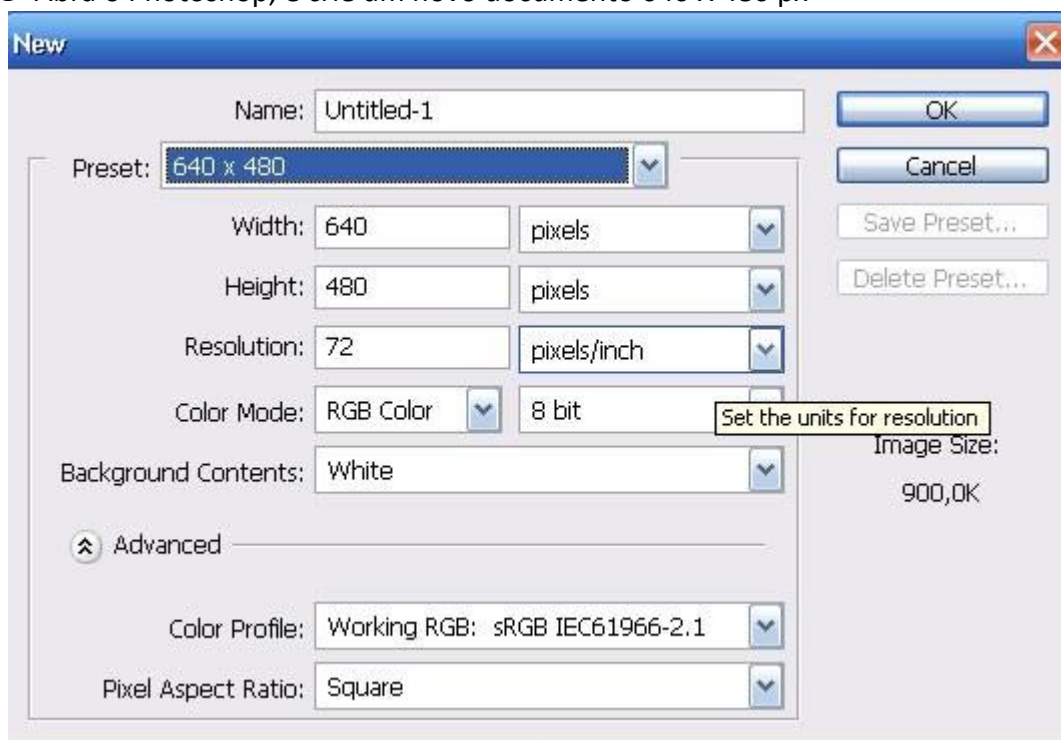 New
Name: Untitled-1 OK
Preset: 640 x 480 Cancel
Width: 640 pixels Save Preset...
Height: 480 pixels Delete Preset...
Resolution: 72 pixels/inch
Color Mode: RGB Color 8 bit Set the units for resolution
Image Size:
Background Contents: White
900,0K
Advanced
Color Profile: Working RGB: sRGB IEC61966-2.1
Pixel Aspect Ratio: Square